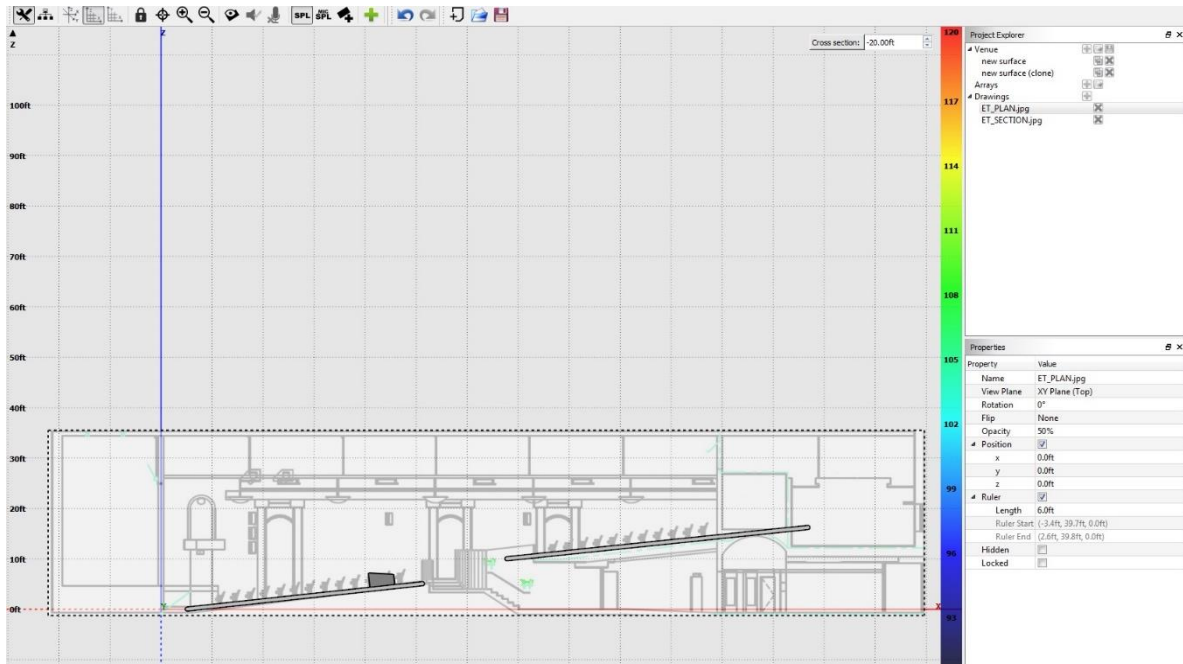 SPL
MIC
SPL
Cross section: -20.00ft
Z
Z
100ft
90ft
80ft
70ft
60ft
50ft
40ft
30ft
20ft
10ft
0ft
Y
X
120
117
114
111
108
105
102
99
96
93
Project Explorer
Venue
new surface
new surface (clone)
Arrays
Drawings
ET_PLAN.jpg
ET_SECTION.jpg
Properties
Property Value
Name ET_PLAN.jpg
View Plane XY Plane (Top)
Rotation 0°
Flip None
Opacity 50%
Position
x 0.0ft
y 0.0ft
z 0.0ft
Ruler
Length 6.0ft
Ruler Start (-3.4ft, 39.7ft, 0.0ft)
Ruler End (2.6ft, 39.8ft, 0.0ft)
Hidden
Locked